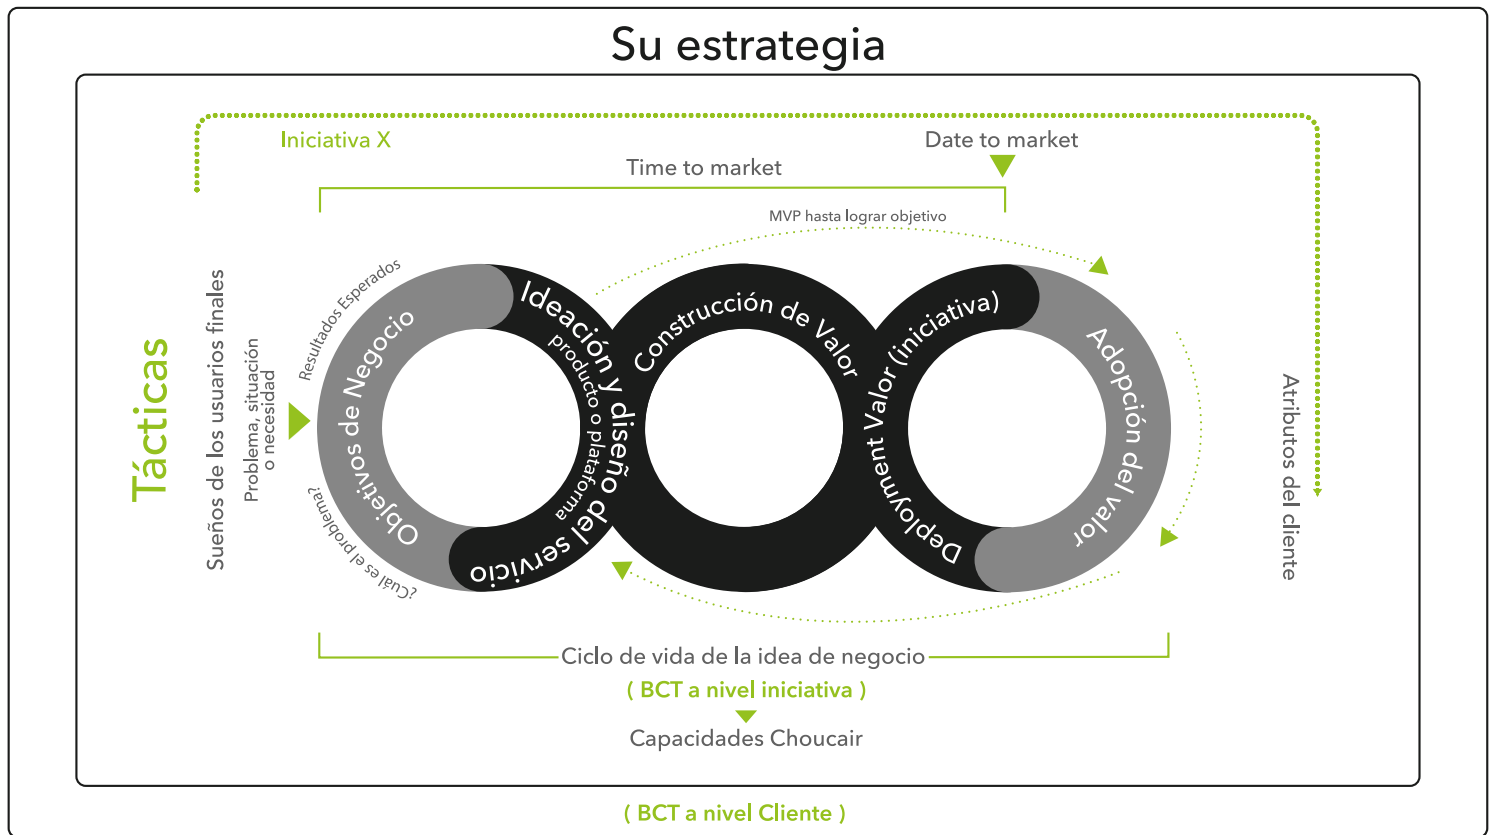 Su estrategia
Iniciativa X
Date to market
Time to market
MVP hasta lograr objetivo
Tácticas
Sueños de los usuarios finales
Problema, situación
o necesidad
Resultados Esperados
¿Cuál es el problema?
Objetivos de Negocio
Ideación y diseño del servicio
producto o plataforma
Construcción de Valor
Deployment Valor (iniciativa)
Adopción del valor
Atributos del cliente
Ciclo de vida de la idea de negocio
( BCT a nivel iniciativa )
Capacidades Choucair
( BCT a nivel Cliente )